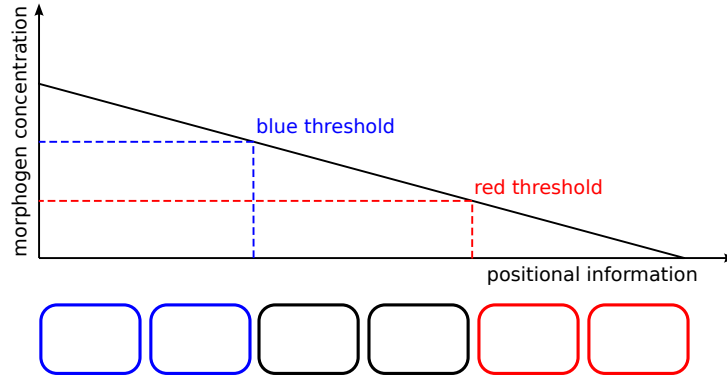 morphogen concentration
blue threshold
red threshold
positional information